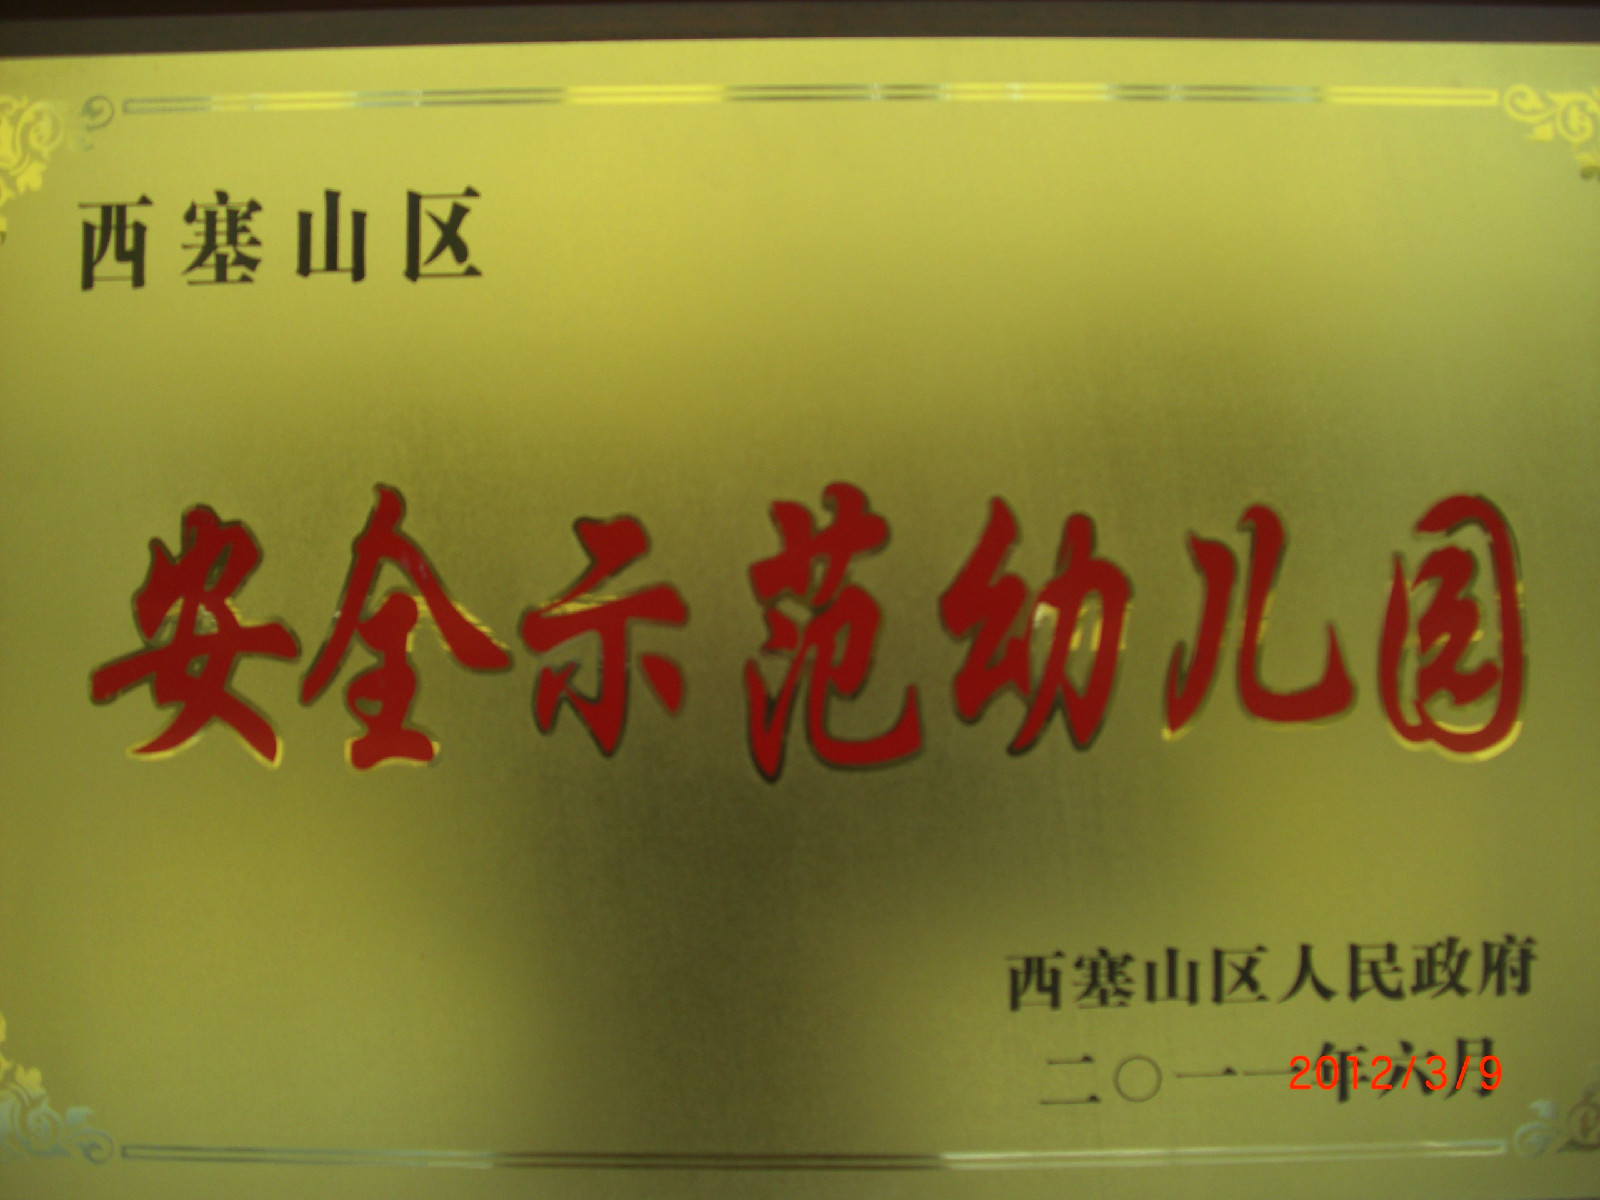 西塞山区
安全示范幼儿园
西塞山区人民政府
二〇一一年六月
2012/3/9